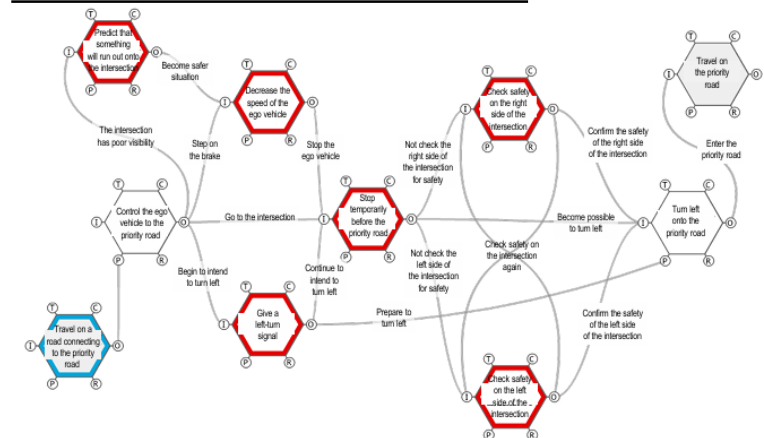 T C
Predict that
something
will run out onto
the intersection
I O
P R
Become safer
situation
T C
Decrease the
speed of the
ego vehicle
I O
P R
T C
Check safety
on the right
side of the
intersection
I O
P R
T C
Travel on
the priority
road
I O
P R
The intersection
has poor visibility
Step on
the brake
Stop the
ego vehicle
Not check the
right side of
the intersection
for safety
Confirm the safety
of the right side
of the intersection
Enter the
priority road
T C
Control the ego
vehicle to the
priority road
I O
P R
Go to the intersection
T C
Stop
temporarily
before the
priority road
I O
P R
Become possible
to turn left
T C
Turn left
onto the
priority road
I O
P R
Begin to intend
to turn left
Continue to
intend to
turn left
Not check the
left side of
the intersection
for safety
Check safety on
the intersection
again
T C
Give a
left-turn
signal
I O
P R
Prepare to
turn left
Confirm the safety
of the left side
of the intersection
T C
Travel on a
road connecting
to the priority
road
I O
P R
T C
Check safety
on the left
side of the
intersection
I O
P R